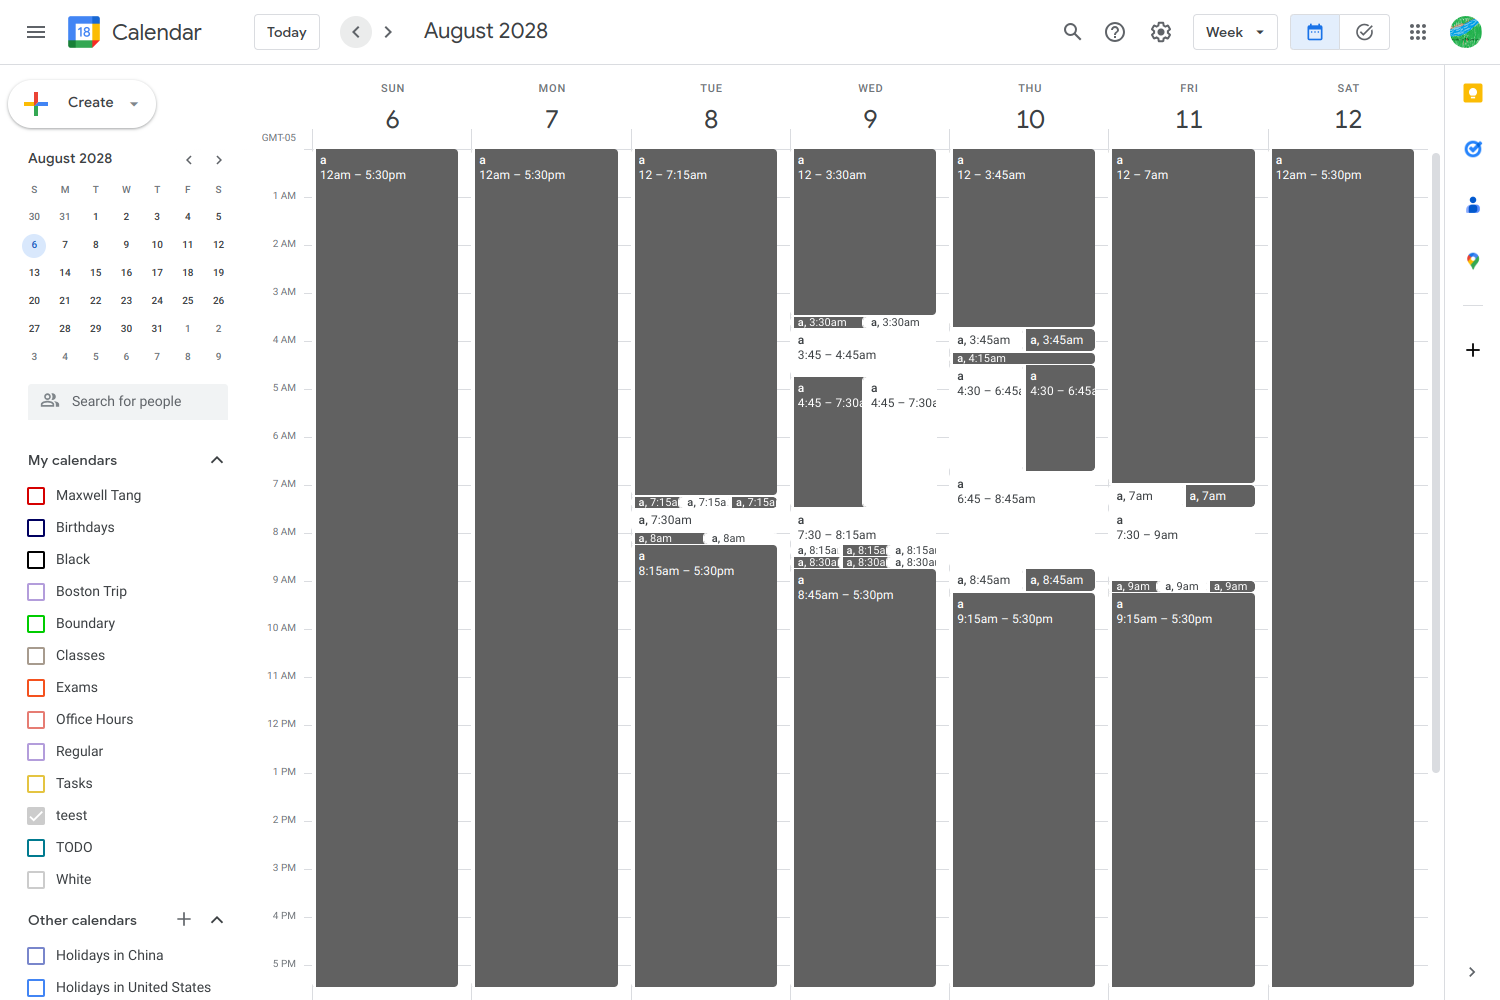 18 Calendar Today August 2028 Week
Create
SUN MON TUE WED THU FRI SAT
6 7 8 9 10 11 12
GMT-05
August 2028
S M T W T F S
30 31 1 2 3 4 5
6 7 8 9 10 11 12
13 14 15 16 17 18 19
20 21 22 23 24 25 26
27 28 29 30 31 1 2
3 4 5 6 7 8 9
Search for people
My calendars
Maxwell Tang
Birthdays
Black
Boston Trip
Boundary
Classes
Exams
Office Hours
Regular
Tasks
teest
TODO
White
Other calendars
Holidays in China
Holidays in United States
1 AM
2 AM
3 AM
4 AM
5 AM
6 AM
7 AM
8 AM
9 AM
10 AM
11 AM
12 PM
1 PM
2 PM
3 PM
4 PM
5 PM
a
12am – 5:30pm
a
12am – 5:30pm
a
12 – 7:15am
a, 7:15a a, 7:15a a, 7:15a
a, 7:30am
a, 8am a, 8am
a
8:15am – 5:30pm
a
12 – 3:30am
a, 3:30am a, 3:30am
a
3:45 – 4:45am
a a
4:45 – 7:30a 4:45 – 7:30a
a
7:30 – 8:15am
a, 8:15a a, 8:15a a, 8:15a
a, 8:30a a, 8:30a a, 8:30a
a
8:45am – 5:30pm
a
12 – 3:45am
a, 3:45am a, 3:45am
a, 4:15am
a a
4:30 – 6:45a 4:30 – 6:45a
a
6:45 – 8:45am
a, 8:45am a, 8:45am
a
9:15am – 5:30pm
a
12 – 7am
a, 7am a, 7am
a
7:30 – 9am
a, 9am a, 9am a, 9am
a
9:15am – 5:30pm
a
12am – 5:30pm